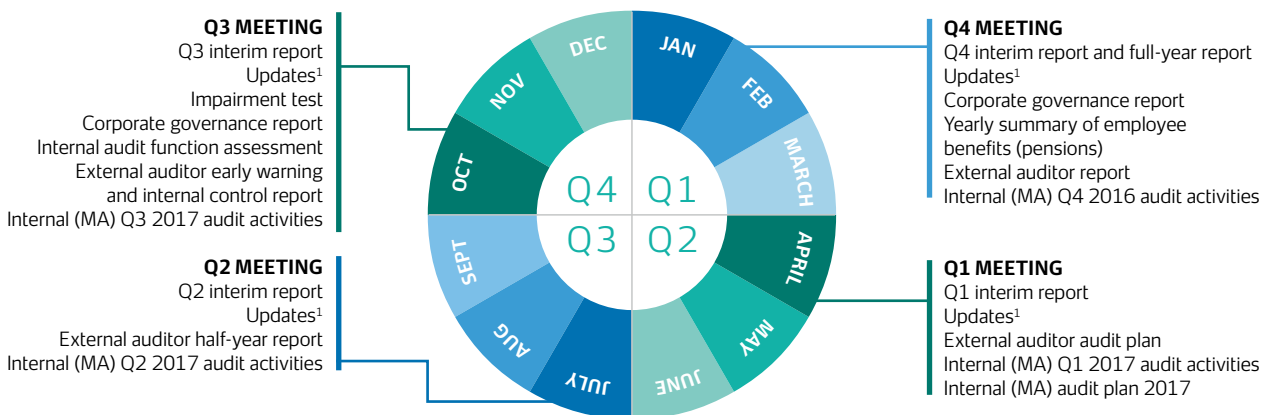 Q3 MEETING
Q3 interim report
Updates¹
Impairment test
Corporate governance report
Internal audit function assessment
External auditor early warning
and internal control report
Internal (MA) Q3 2017 audit activities
Q2 MEETING
Q2 interim report
Updates¹
External auditor half-year report
Internal (MA) Q2 2017 audit activities
JAN
FEB
MARCH
APRIL
MAY
JUNE
JULY
AUG
SEPT
OCT
NOV
DEC
Q4 Q1
Q3 Q2
Q4 MEETING
Q4 interim report and full-year report
Updates¹
Corporate governance report
Yearly summary of employee
benefits (pensions)
External auditor report
Internal (MA) Q4 2016 audit activities
Q1 MEETING
Q1 interim report
Updates¹
External auditor audit plan
Internal (MA) Q1 2017 audit activities
Internal (MA) audit plan 2017